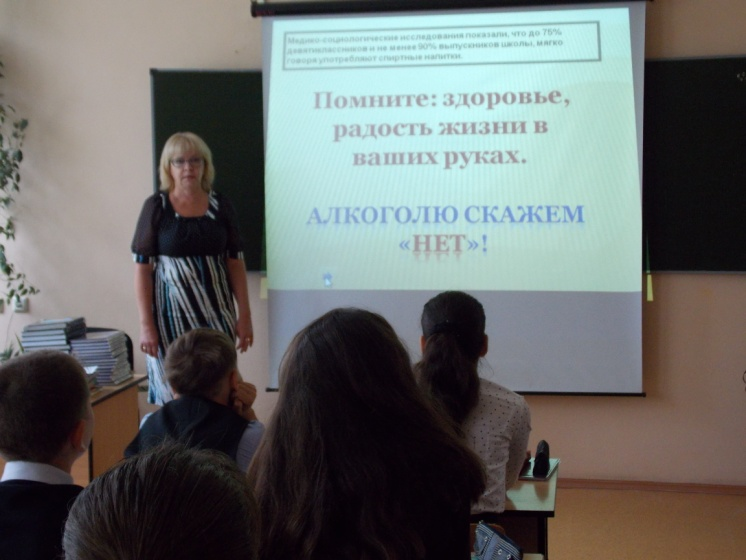 Медико-социологические исследования показали, что до 75%
девятиклассников и не менее 90% выпускников школы, мягко
говоря употребляют спиртные напитки.
Помните: здоровье,
радость жизни в
ваших руках.
АЛКОГОЛЮ СКАЖЕМ
«НЕТ»!